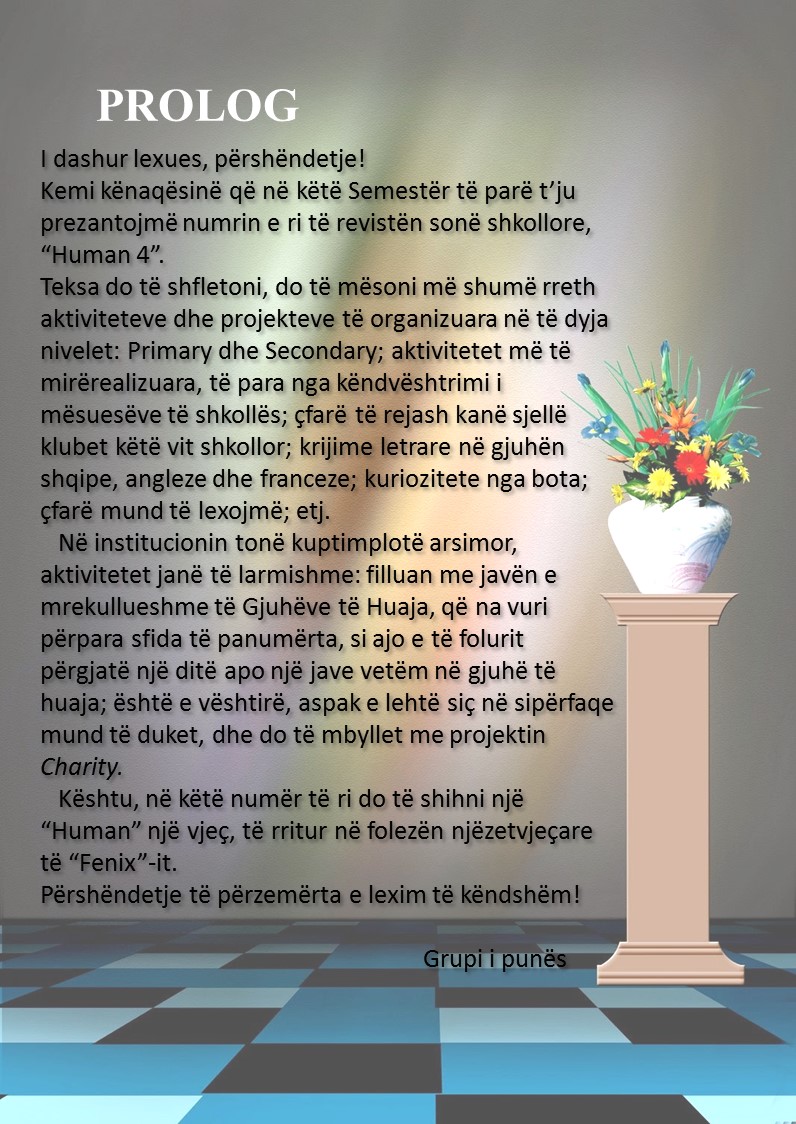 PROLOG
I dashur lexues, përshëndetje!
Kemi kënaqësinë që në këtë Semestër të parë t’ju
prezantojmë numrin e ri të revistën sonë shkollore,
“Human 4”.
Teksa do të shfletoni, do të mësoni më shumë rreth
aktiviteteve dhe projekteve të organizuara në të dyja
nivelet: Primary dhe Secondary; aktivitetet më të
mirërealizuara, të para nga këndvështrimi i
mësuesëve të shkollës; çfarë të rejash kanë sjellë
klubet këtë vit shkollor; krijime letrare në gjuhën
shqipe, angleze dhe franceze; kuriozitete nga bota;
çfarë mund të lexojmë; etj.
Në institucionin tonë kuptimplotë arsimor,
aktivitetet janë të larmishme: filluan me javën e
mrekullueshme të Gjuhëve të Huaja, që na vuri
përpara sfida të panumërta, si ajo e të folurit
përgjatë një ditë apo një jave vetëm në gjuhë të
huaja; është e vështirë, aspak e lehtë siç në sipërfaqe
mund të duket, dhe do të mbyllet me projektin
Charity.
Kështu, në këtë numër të ri do të shihni një
“Human” një vjeç, të rritur në folezën njëzetvjeçare
të “Fenix”-it.
Përshëndetje të përzemërta e lexim të këndshëm!
Grupi i punës